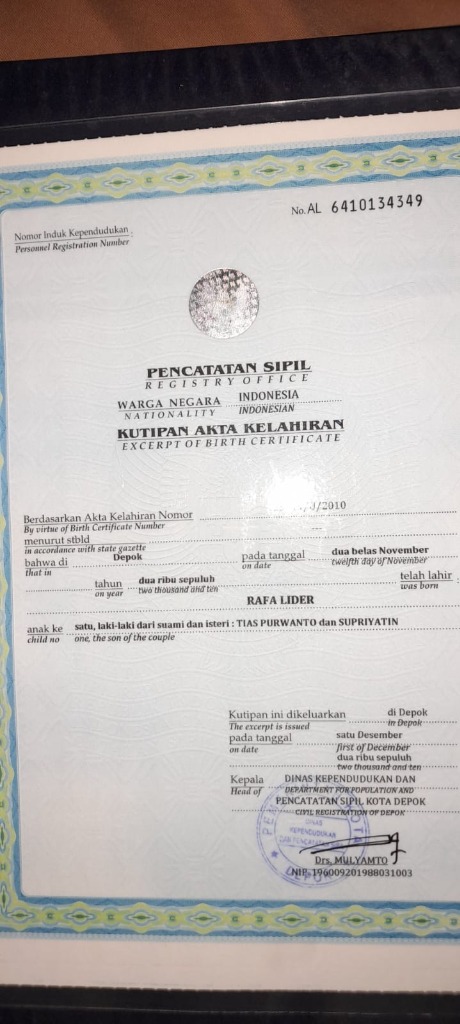 No. AL 6410134349
Nomor Induk Kependudukan :
Personnel Registration Number
PENCATATAN SIPIL
REGISTRY OFFICE
WARGA NEGARA INDONESIA
NATIONALITY INDONESIAN
KUTIPAN AKTA KELAHIRAN
EXCERPT OF BIRTH CERTIFICATE
Berdasarkan Akta Kelahiran Nomor /2010
By virtue of Birth Certificate Number ---
menurut stbld
in accordance with state gazette
bahwa di Depok pada tanggal dua belas November
that in on date twelfth day of November
tahun dua ribu sepuluh telah lahir
on year two thousand and ten was born
RAFA LIDER
anak ke satu, laki-laki dari suami dan isteri : TIAS PURWANTO dan SUPRIYATIN
child no one, the son of the couple
Kutipan ini dikeluarkan di Depok
The excerpt is issued in Depok
pada tanggal satu Desember
on date first of December
dua ribu sepuluh
two thousand and ten
Kepala DINAS KEPENDUDUKAN DAN
Head of DEPARTMENT FOR POPULATION AND
PENCATATAN SIPIL KOTA DEPOK
CIVIL REGISTRATION OF DEPOK
DINAS
KEPENDUDUKAN
DAN PENCATATAN SIPIL
DEPOK
Drs. MULYAMTO
NIP. 196009201988031003